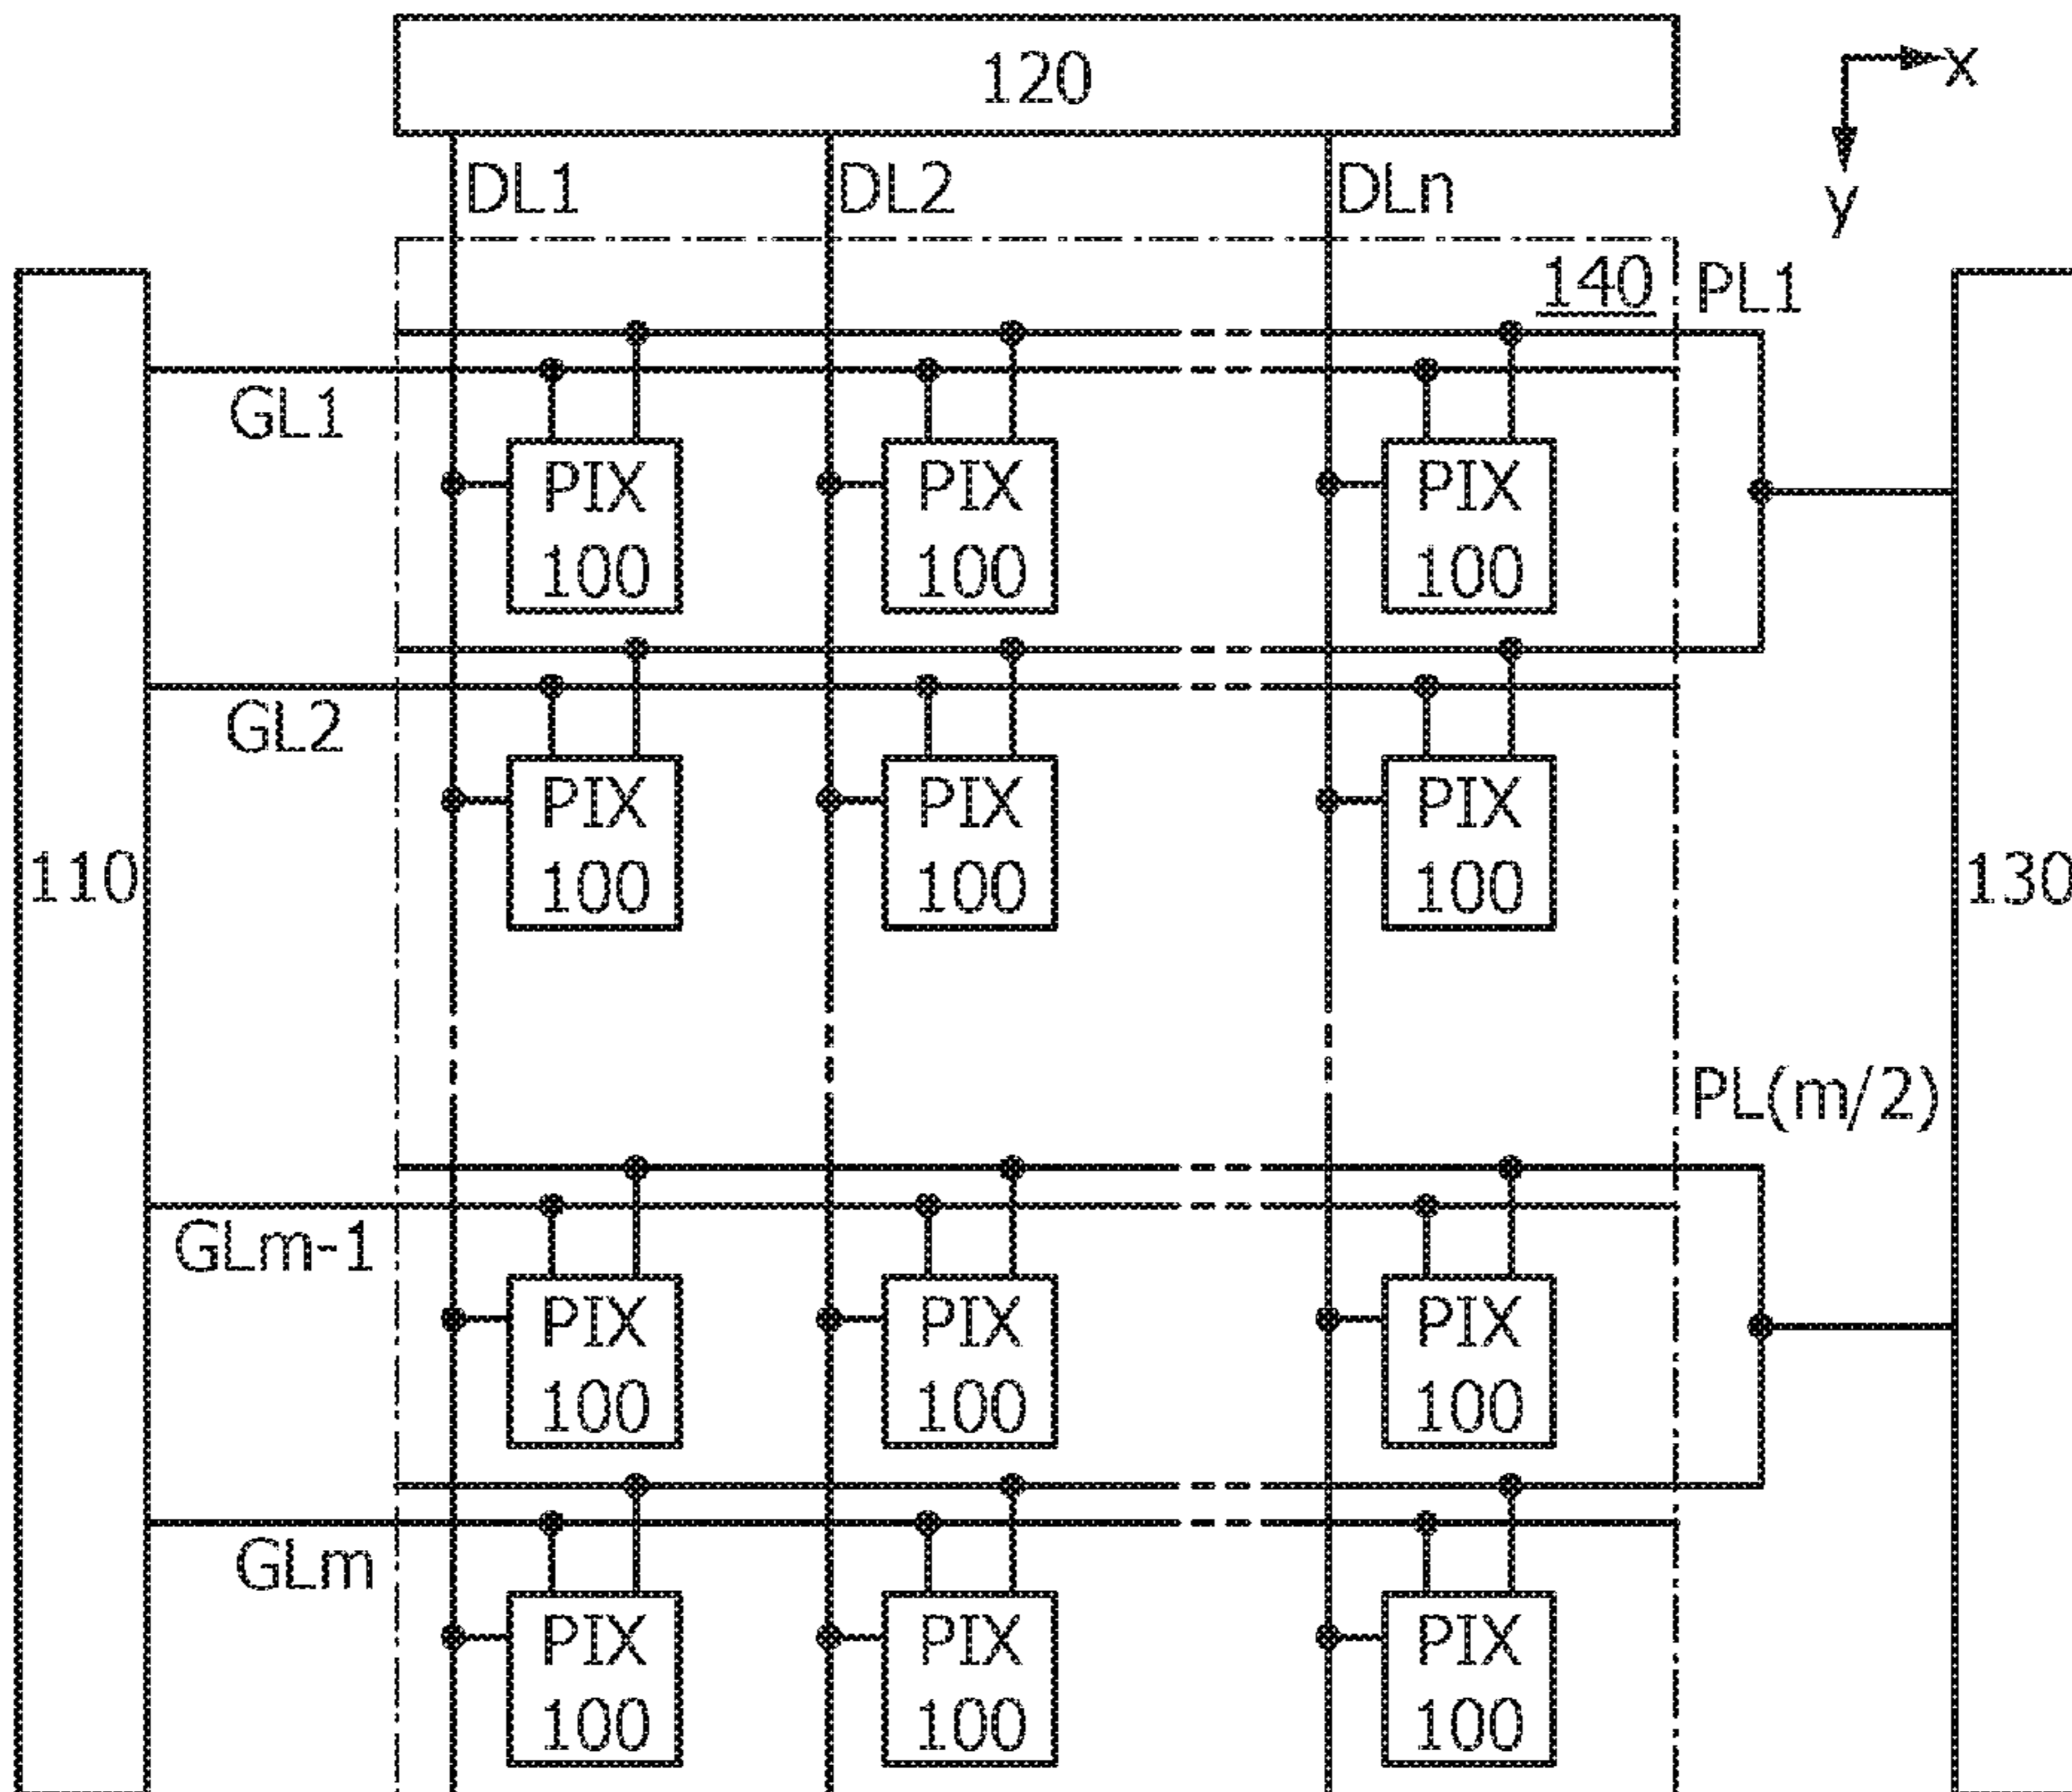 120
x
y
DL1 DL2 DLn
140 PL1
GL1
PIX PIX PIX
100 100 100
GL2
PIX PIX PIX
110 100 100 100 130
PL(m/2)
GLm-1
PIX PIX PIX
100 100 100
GLm
PIX PIX PIX
100 100 100